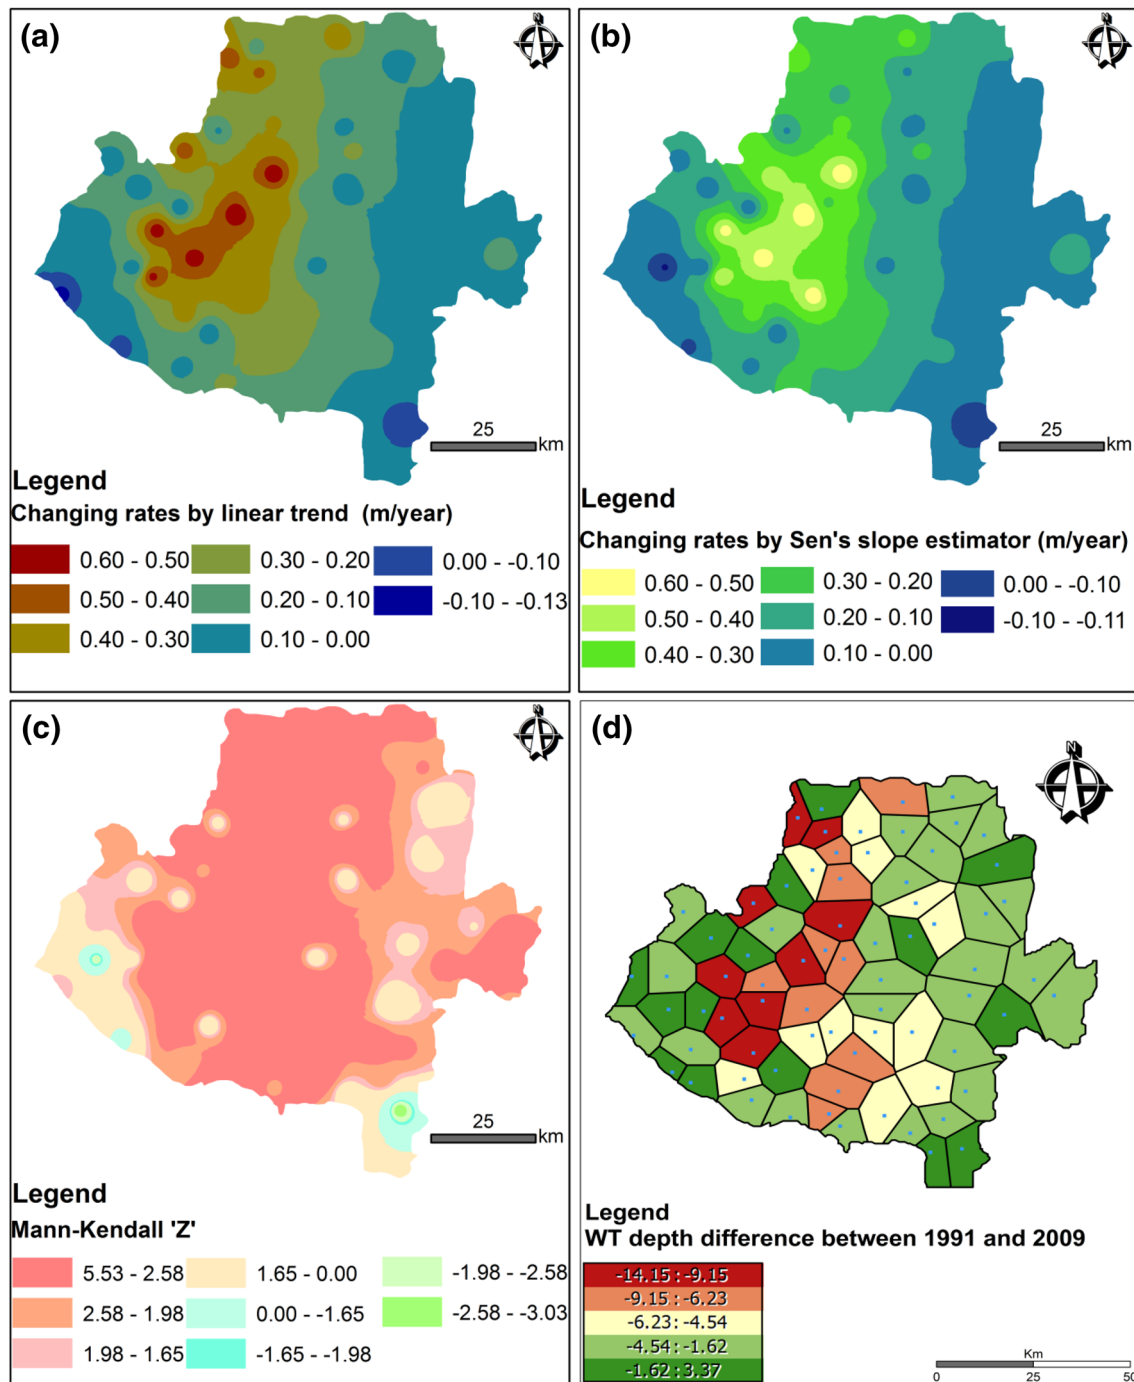 (a)
N
25
km
Legend
Changing rates by linear trend (m/year)
0.60 - 0.50
0.30 - 0.20
0.00 - -0.10
0.50 - 0.40
0.20 - 0.10
-0.10 - -0.13
0.40 - 0.30
0.10 - 0.00
(b)
N
25
km
Legend
Changing rates by Sen's slope estimator (m/year)
0.60 - 0.50
0.30 - 0.20
0.00 - -0.10
0.50 - 0.40
0.20 - 0.10
-0.10 - -0.11
0.40 - 0.30
0.10 - 0.00
(c)
N
25
km
Legend
Mann-Kendall 'Z'
5.53 - 2.58
1.65 - 0.00
-1.98 - -2.58
2.58 - 1.98
0.00 - -1.65
-2.58 - -3.03
1.98 - 1.65
-1.65 - -1.98
(d)
N
Legend
WT depth difference between 1991 and 2009
-14.15 : -9.15
-9.15 : -6.23
-6.23 : -4.54
-4.54 : -1.62
-1.62 : 3.37
Km
0 25 50